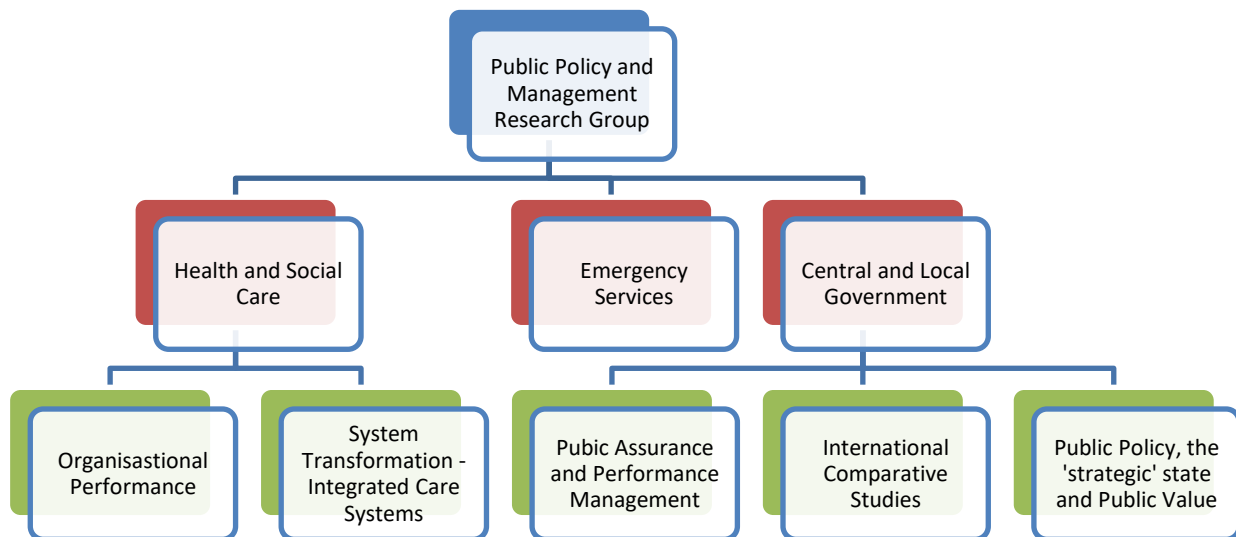 Public Policy and
Management
Research Group
Health and Social
Care
Emergency
Services
Central and Local
Government
Organisastional
Performance
System
Transformation -
Integrated Care
Systems
Pubic Assurance
and Performance
Management
International
Comparative
Studies
Public Policy, the
'strategic' state
and Public Value